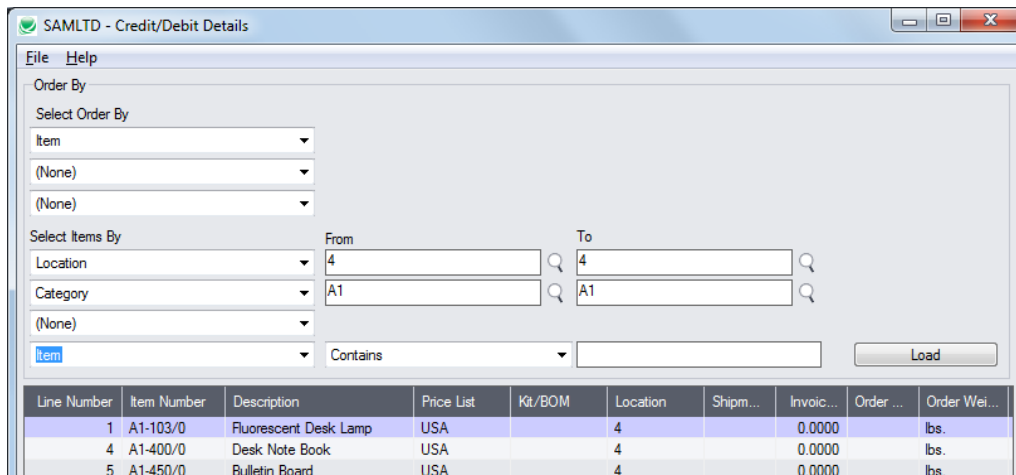 SAMLTD - Credit/Debit Details
File Help
Order By
Select Order By
Item
(None)
(None)
Select Items By From To
Location 4 4
Category A1 A1
(None)
Item Contains Load
Line Number Item Number Description Price List Kit/BOM Location Shipm... Invoic... Order ... Order Wei...
1 A1-103/0 Fluorescent Desk Lamp USA 4 0.0000 lbs.
4 A1-400/0 Desk Note Book USA 4 0.0000 lbs.
5 A1-450/0 Bulletin Board USA 4 0.0000 lbs.